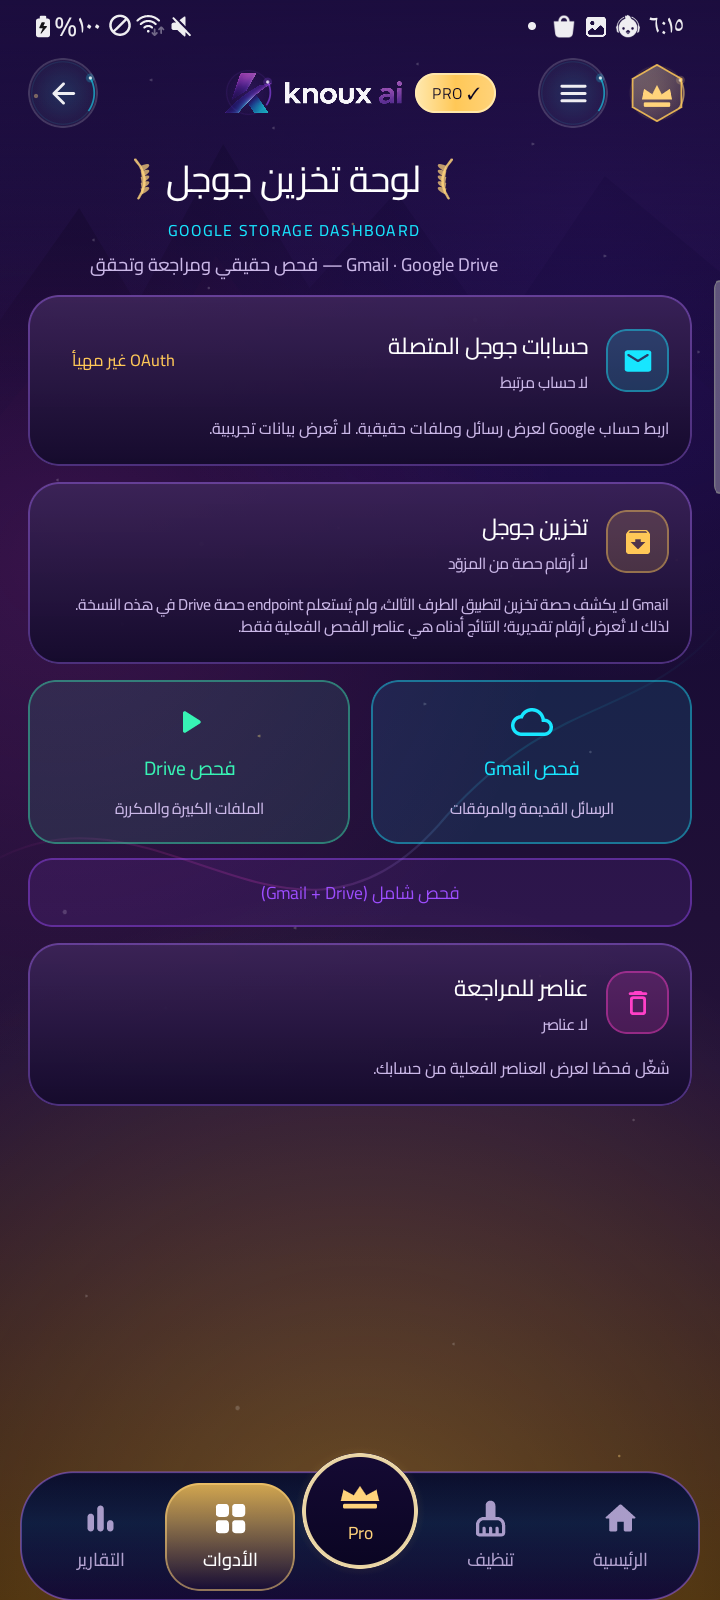 ٦:١٥
%١٠٠
knoux ai
PRO ✓
لوحة تخزين جوجل
GOOGLE STORAGE DASHBOARD
Gmail · Google Drive — فحص حقيقي ومراجعة وتحقق
حسابات جوجل المتصلة
OAuth غير مهيأ
لا حساب مرتبط
اربط حساب Google لعرض رسائل وملفات حقيقية. لا تُعرض بيانات تجريبية.
تخزين جوجل
لا أرقام حصة من المزوّد
Gmail لا يكشف حصة تخزين لتطبيق الطرف الثالث، ولم يُستعلم endpoint حصة Drive في هذه النسخة.
لذلك لا تُعرض أرقام تقديرية؛ النتائج أدناه هي عناصر الفحص الفعلية فقط.
فحص Gmail
الرسائل القديمة والمرفقات
فحص Drive
الملفات الكبيرة والمكررة
فحص شامل (Gmail + Drive)
عناصر للمراجعة
لا عناصر
شغّل فحصًا لعرض العناصر الفعلية من حسابك.
الرئيسية
تنظيف
Pro
الأدوات
التقارير